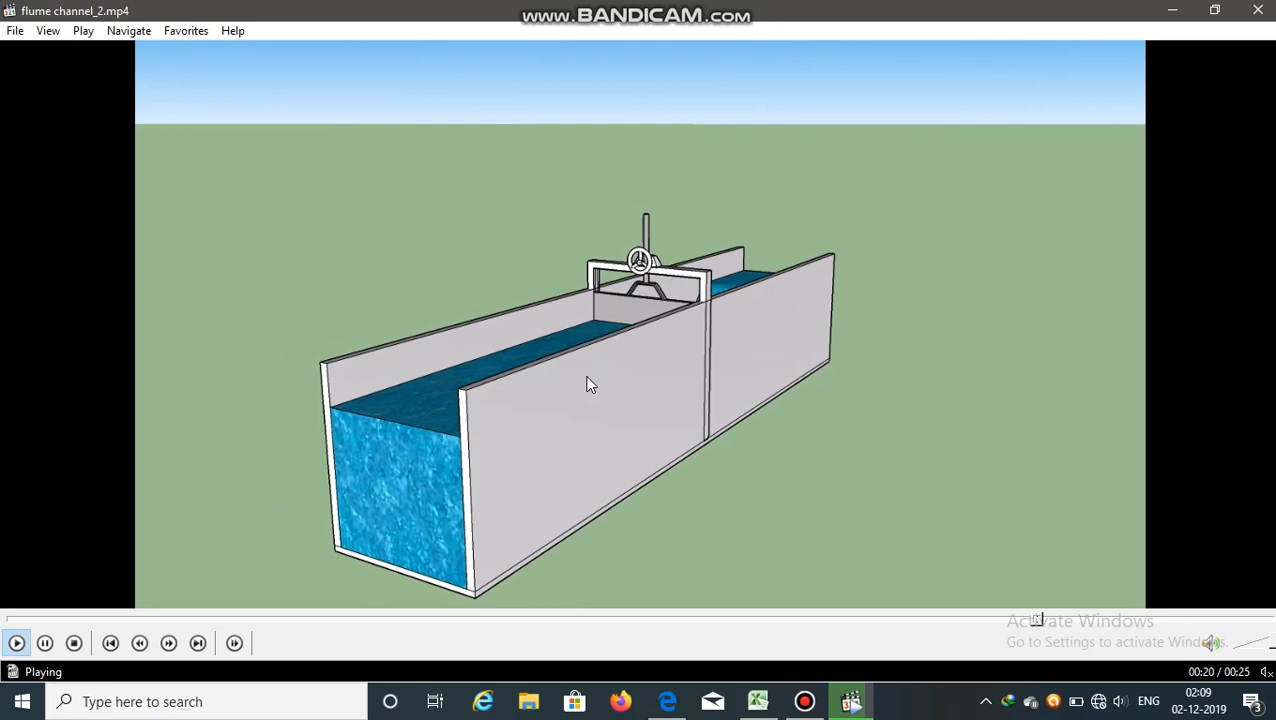 flume channel_2.mp4
www.BANDICAM.com
File View Play Navigate Favorites Help
Activate Windows
Go to Settings to activate Windows.
Playing
00:20 / 00:25
Type here to search
ENG
02:09
02-12-2019
3